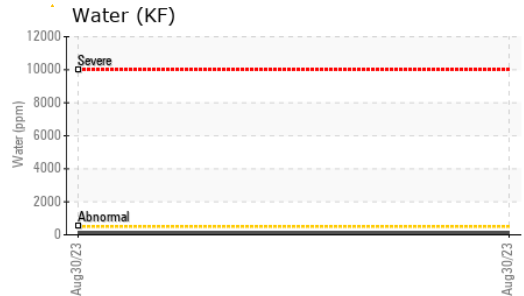 Water (KF)
12000
10000
8000
6000
4000
2000
0
Water (ppm)
Severe
Abnormal
Aug30/23
Aug30/23